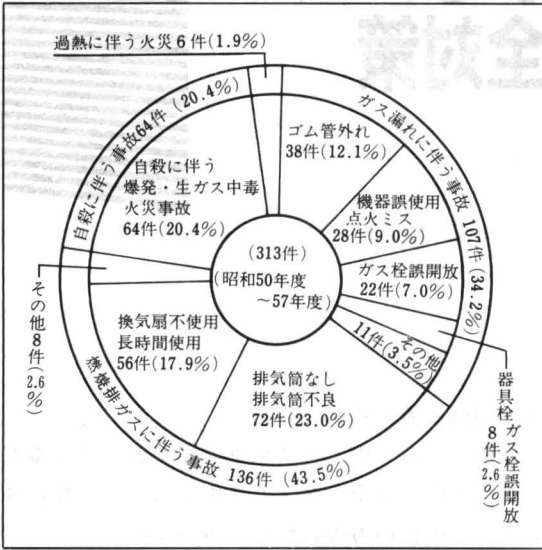 過熱に伴う火災6件(1.9%)
ガス漏れに伴う事故 107件(34.2%)
ゴム管外れ
38件(12.1%)
機器誤使用
点火ミス
28件(9.0%)
ガス栓誤開放
22件(7.0%)
器具栓ガス栓誤開放
8件(2.6%)
その他
11件(3.5%)
燃焼排ガスに伴う事故 136件(43.5%)
排気筒なし
排気筒不良
72件(23.0%)
換気扇不使用
長時間使用
56件(17.9%)
その他8件(2.6%)
自殺に伴う事故64件(20.4%)
自殺に伴う
爆発・生ガス中毒
火災事故
64件(20.4%)
(313件)
(昭和50年度
～57年度)